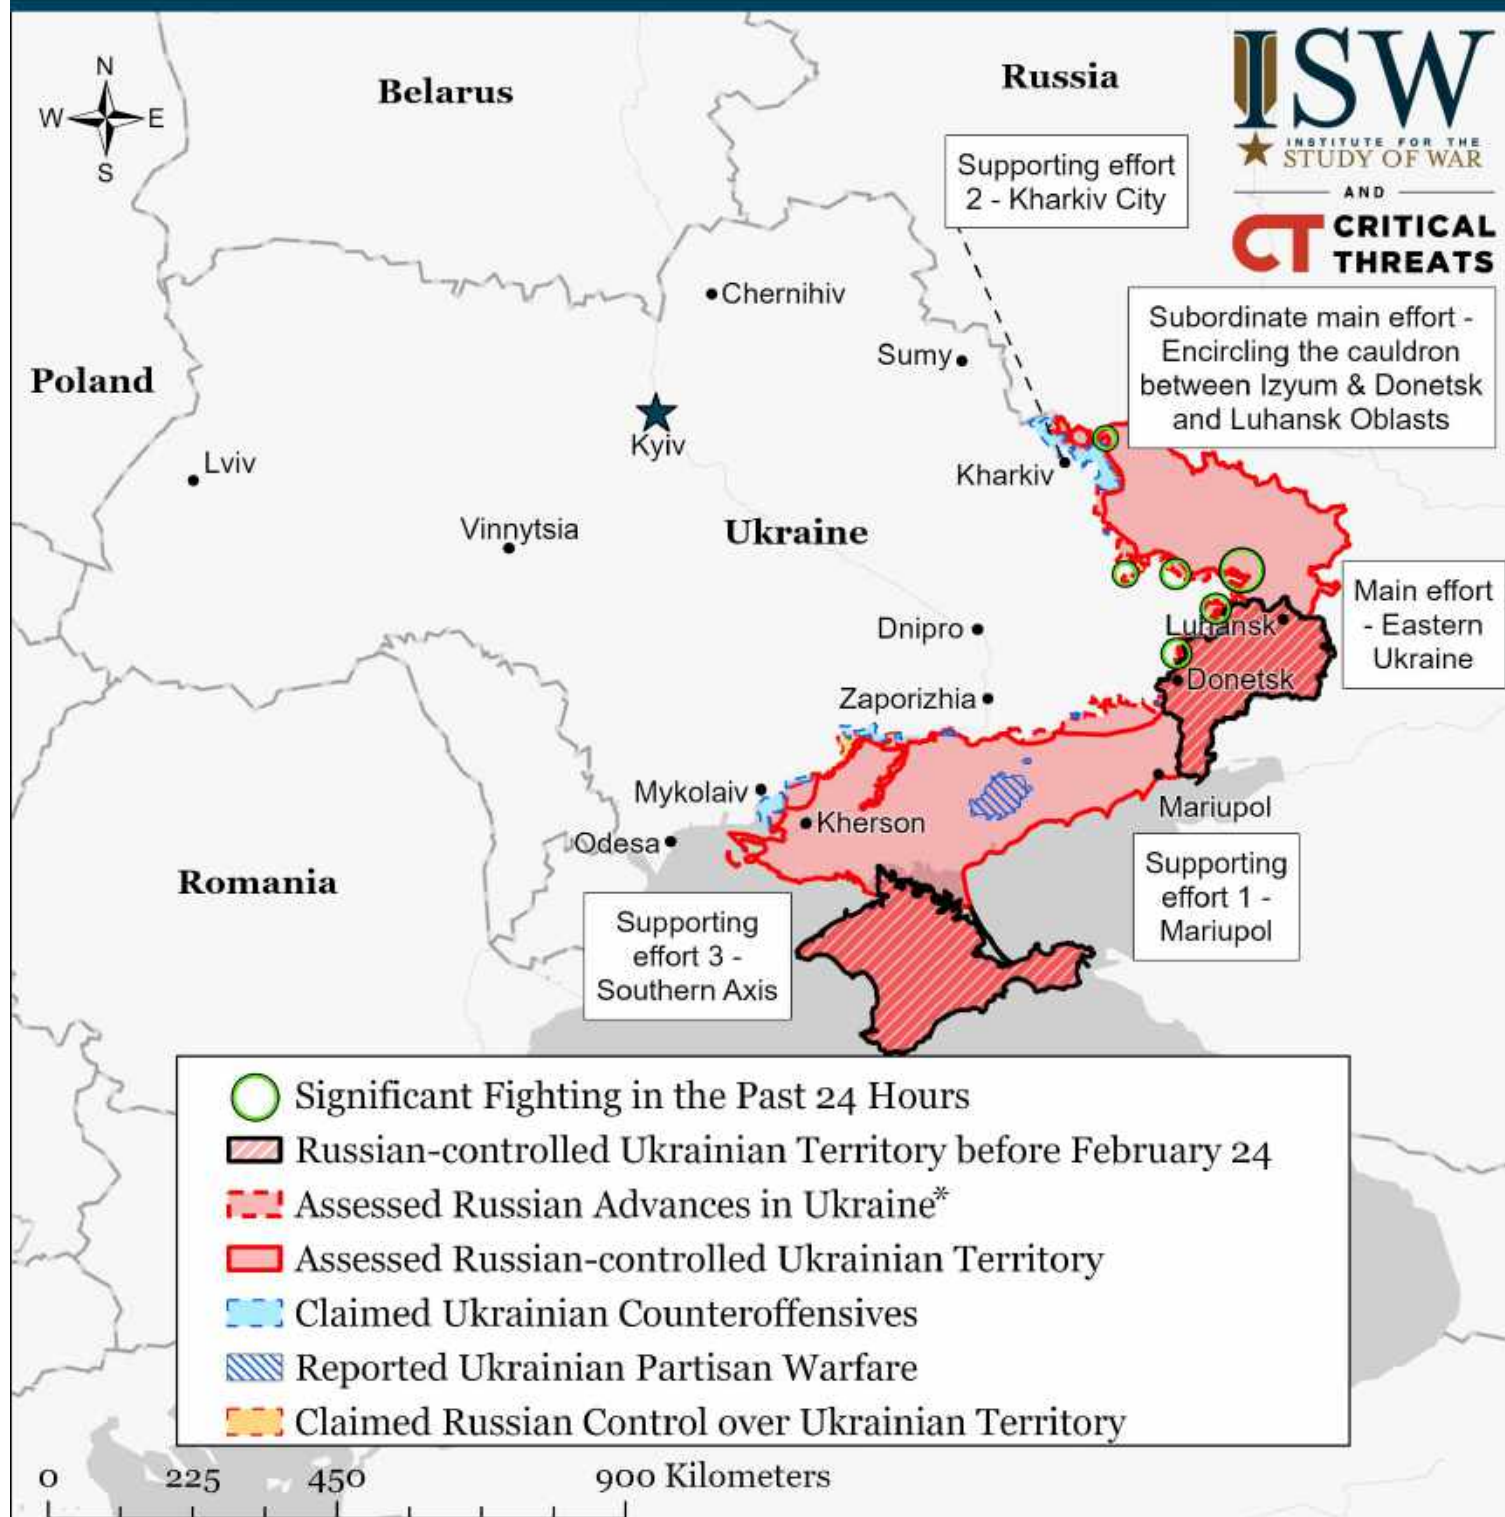 N
W
E
S
Belarus
Russia
ISW
INSTITUTE FOR THE
STUDY OF WAR
AND
CT CRITICAL
THREATS
Supporting effort
2 - Kharkiv City
Chernihiv
Subordinate main effort -
Encircling the cauldron
between Izyum & Donetsk
and Luhansk Oblasts
Sumy
Poland
Kyiv
Lviv
Kharkiv
Vinnytsia
Ukraine
Main effort
- Eastern
Ukraine
Dnipro
Luhansk
Donetsk
Zaporizhia
Mykolaiv
Mariupol
Kherson
Odesa
Romania
Supporting
effort 1 -
Mariupol
Supporting
effort 3 -
Southern Axis
Significant Fighting in the Past 24 Hours
Russian-controlled Ukrainian Territory before February 24
Assessed Russian Advances in Ukraine*
Assessed Russian-controlled Ukrainian Territory
Claimed Ukrainian Counteroffensives
Reported Ukrainian Partisan Warfare
Claimed Russian Control over Ukrainian Territory
0 225 450 900 Kilometers